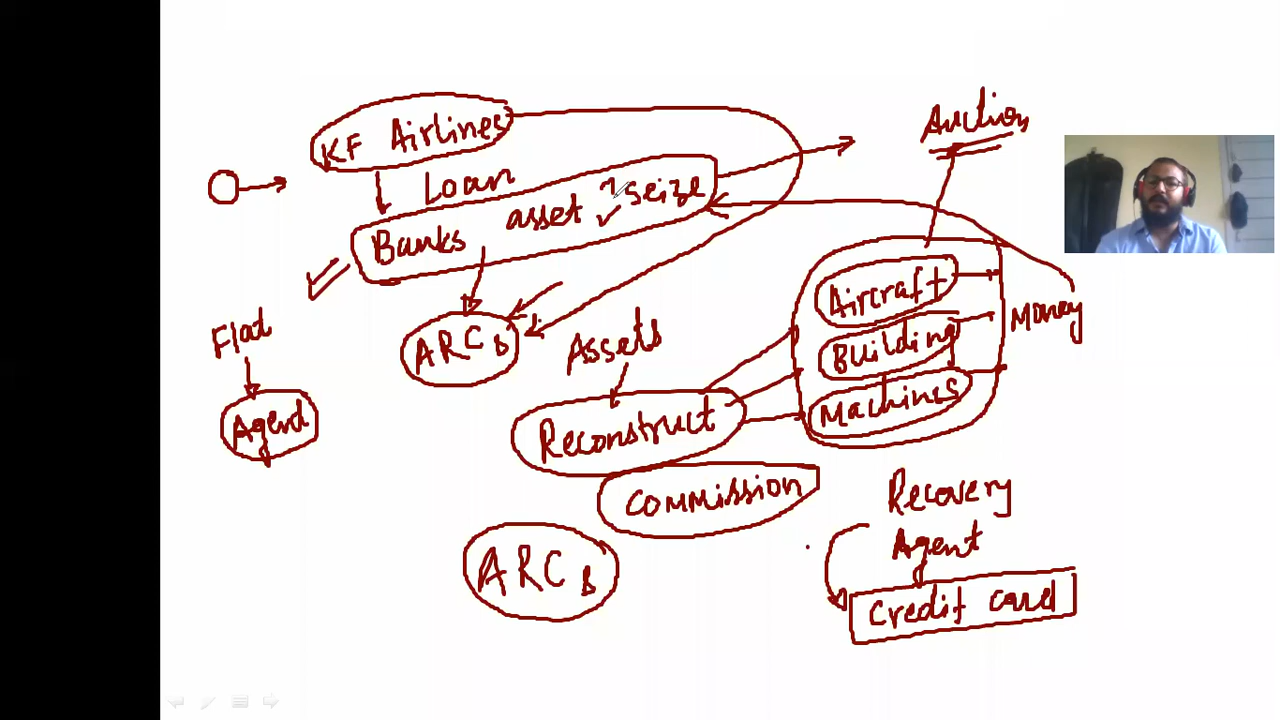 Auction
KF Airlines
Loan
Banks asset ? seize
Aircraft
Building
Machines
Money
Flat
Agent
ARCs
Assets
Reconstruct
Commission
ARCs
Recovery
Agent
Credit card